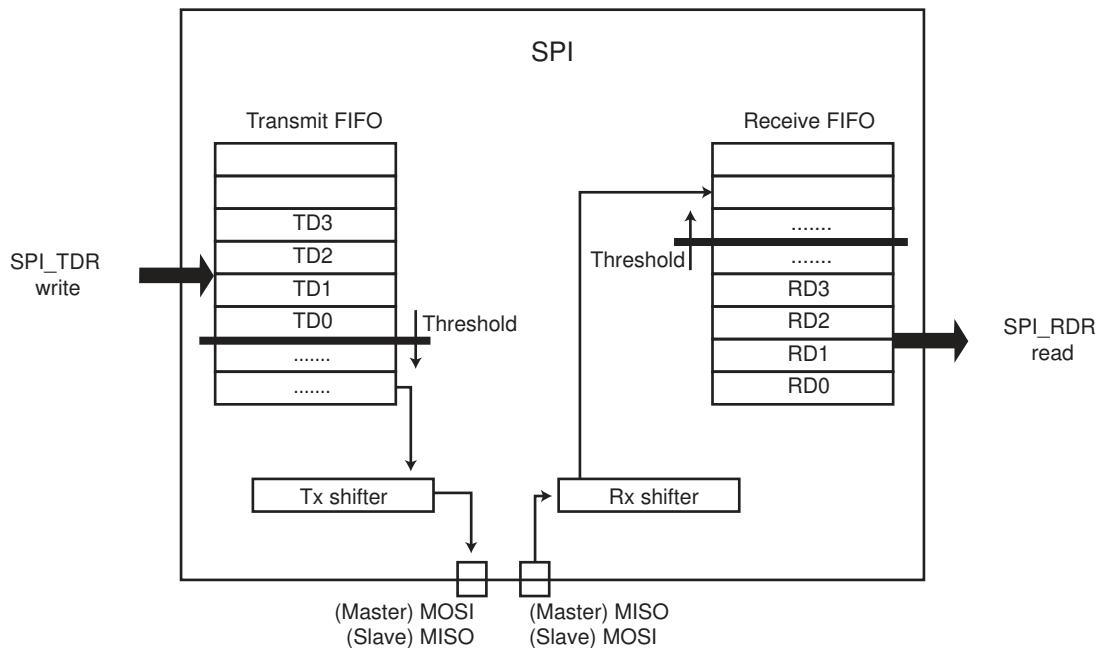 SPI
Transmit FIFO
TD3
TD2
TD1
TD0
.......
.......
Threshold
SPI_TDR
write
Receive FIFO
.......
.......
RD3
RD2
RD1
RD0
Threshold
SPI_RDR
read
Tx shifter
Rx shifter
(Master) MOSI
(Slave) MISO
(Master) MISO
(Slave) MOSI